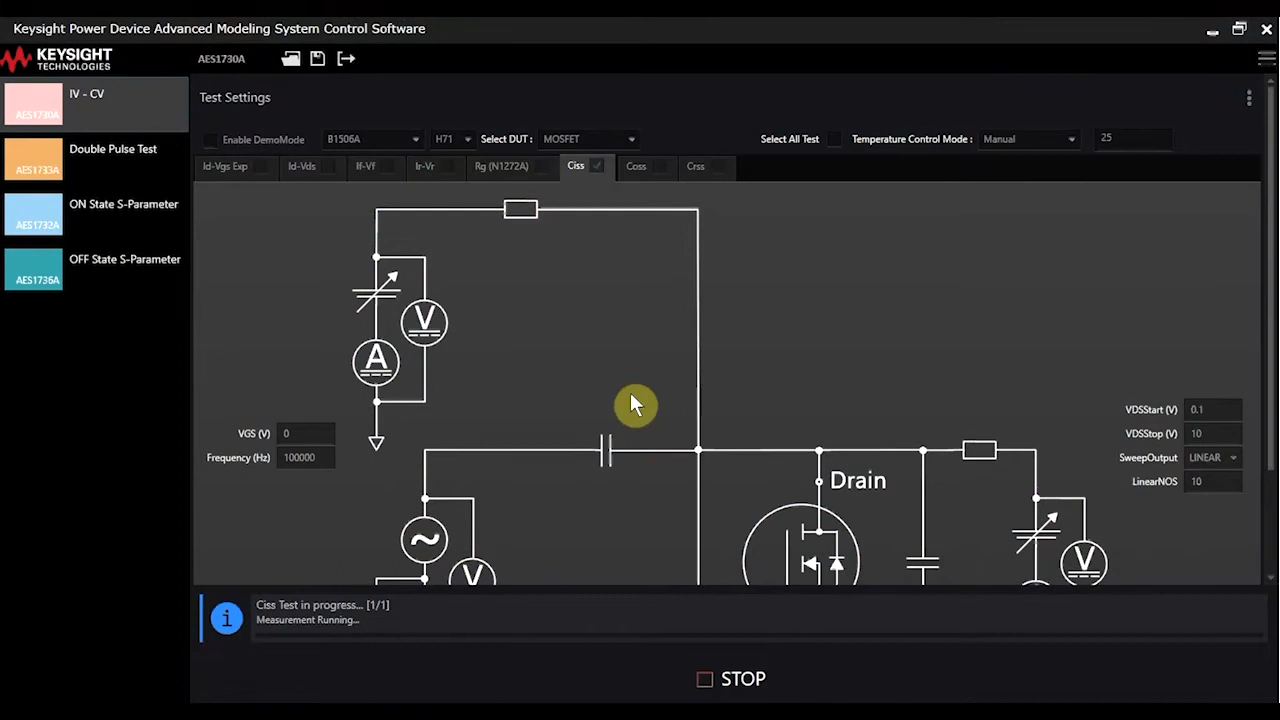 Keysight Power Device Advanced Modeling System Control Software
KEYSIGHT
TECHNOLOGIES
AES1730A
IV - CV
AES1730A
Double Pulse Test
AES1733A
ON State S-Parameter
AES1732A
OFF State S-Parameter
AES1736A
Test Settings
Enable DemoMode B1506A H71 Select DUT : MOSFET Select All Test Temperature Control Mode : Manual 25
Id-Vgs Exp Id-Vds If-Vf Ir-Vr Rg (N1272A) Ciss Coss Crss
V
A
VGS (V) 0
Frequency (Hz) 100000
VDSStart (V) 0.1
VDSStop (V) 10
SweepOutput LINEAR
LinearNOS 10
Drain
V
V
i
Ciss Test in progress... [1/1]
Measurement Running...
STOP